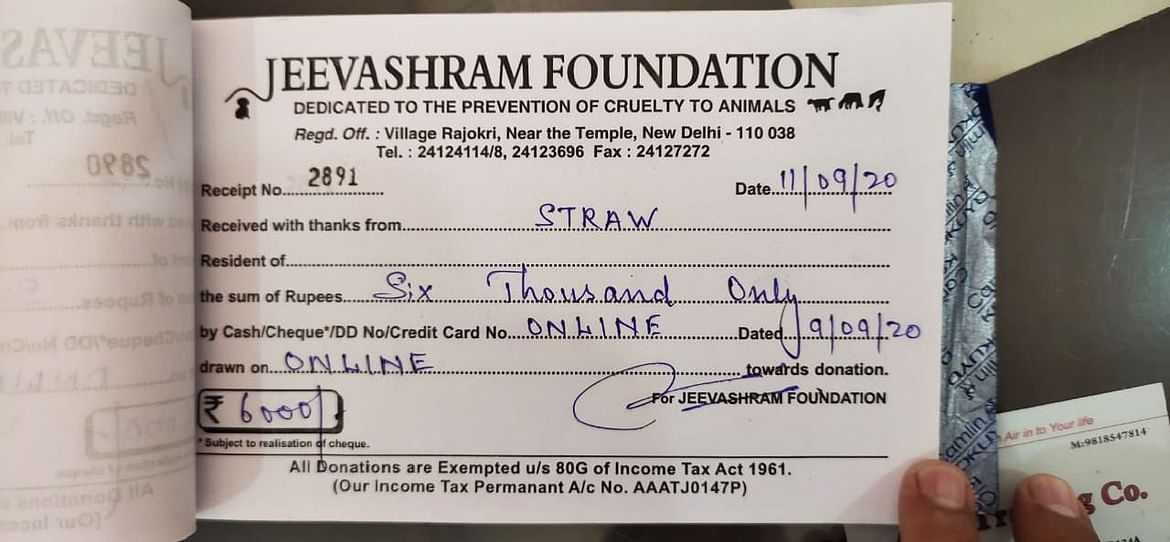 JEEVASHRAM FOUNDATION
DEDICATED TO THE PREVENTION OF CRUELTY TO ANIMALS
Regd. Off. : Village Rajokri, Near the Temple, New Delhi - 110 038
Tel. : 24124114/8, 24123696 Fax : 24127272
Receipt No. 2891 Date 11/09/20
Received with thanks from STRAW
Resident of
the sum of Rupees Six Thousand Only
by Cash/Cheque*/DD No/Credit Card No. ONLINE Dated 9/09/20
drawn on ONLINE towards donation.
₹ 6000/ For JEEVASHRAM FOUNDATION
*Subject to realisation of cheque.
All Donations are Exempted u/s 80G of Income Tax Act 1961.
(Our Income Tax Permanant A/c No. AAATJ0147P)
2890
Air in to Your life
M:9818547814
Co.